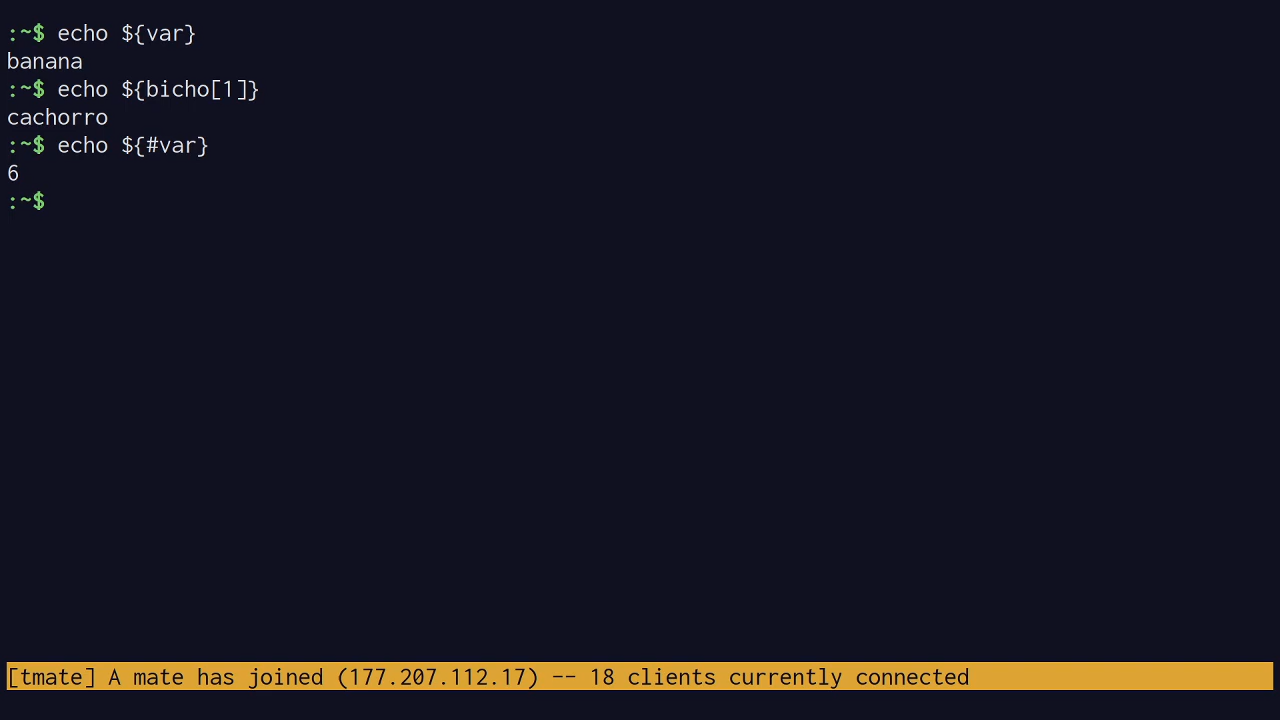 :~$ echo ${var}
banana
:~$ echo ${bicho[1]}
cachorro
:~$ echo ${#var}
6
:~$
[tmate] A mate has joined (177.207.112.17) -- 18 clients currently connected